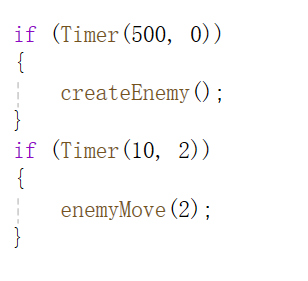 if (Timer(500, 0))
{
    createEnemy();
}
if (Timer(10, 2))
{
    enemyMove(2);
}